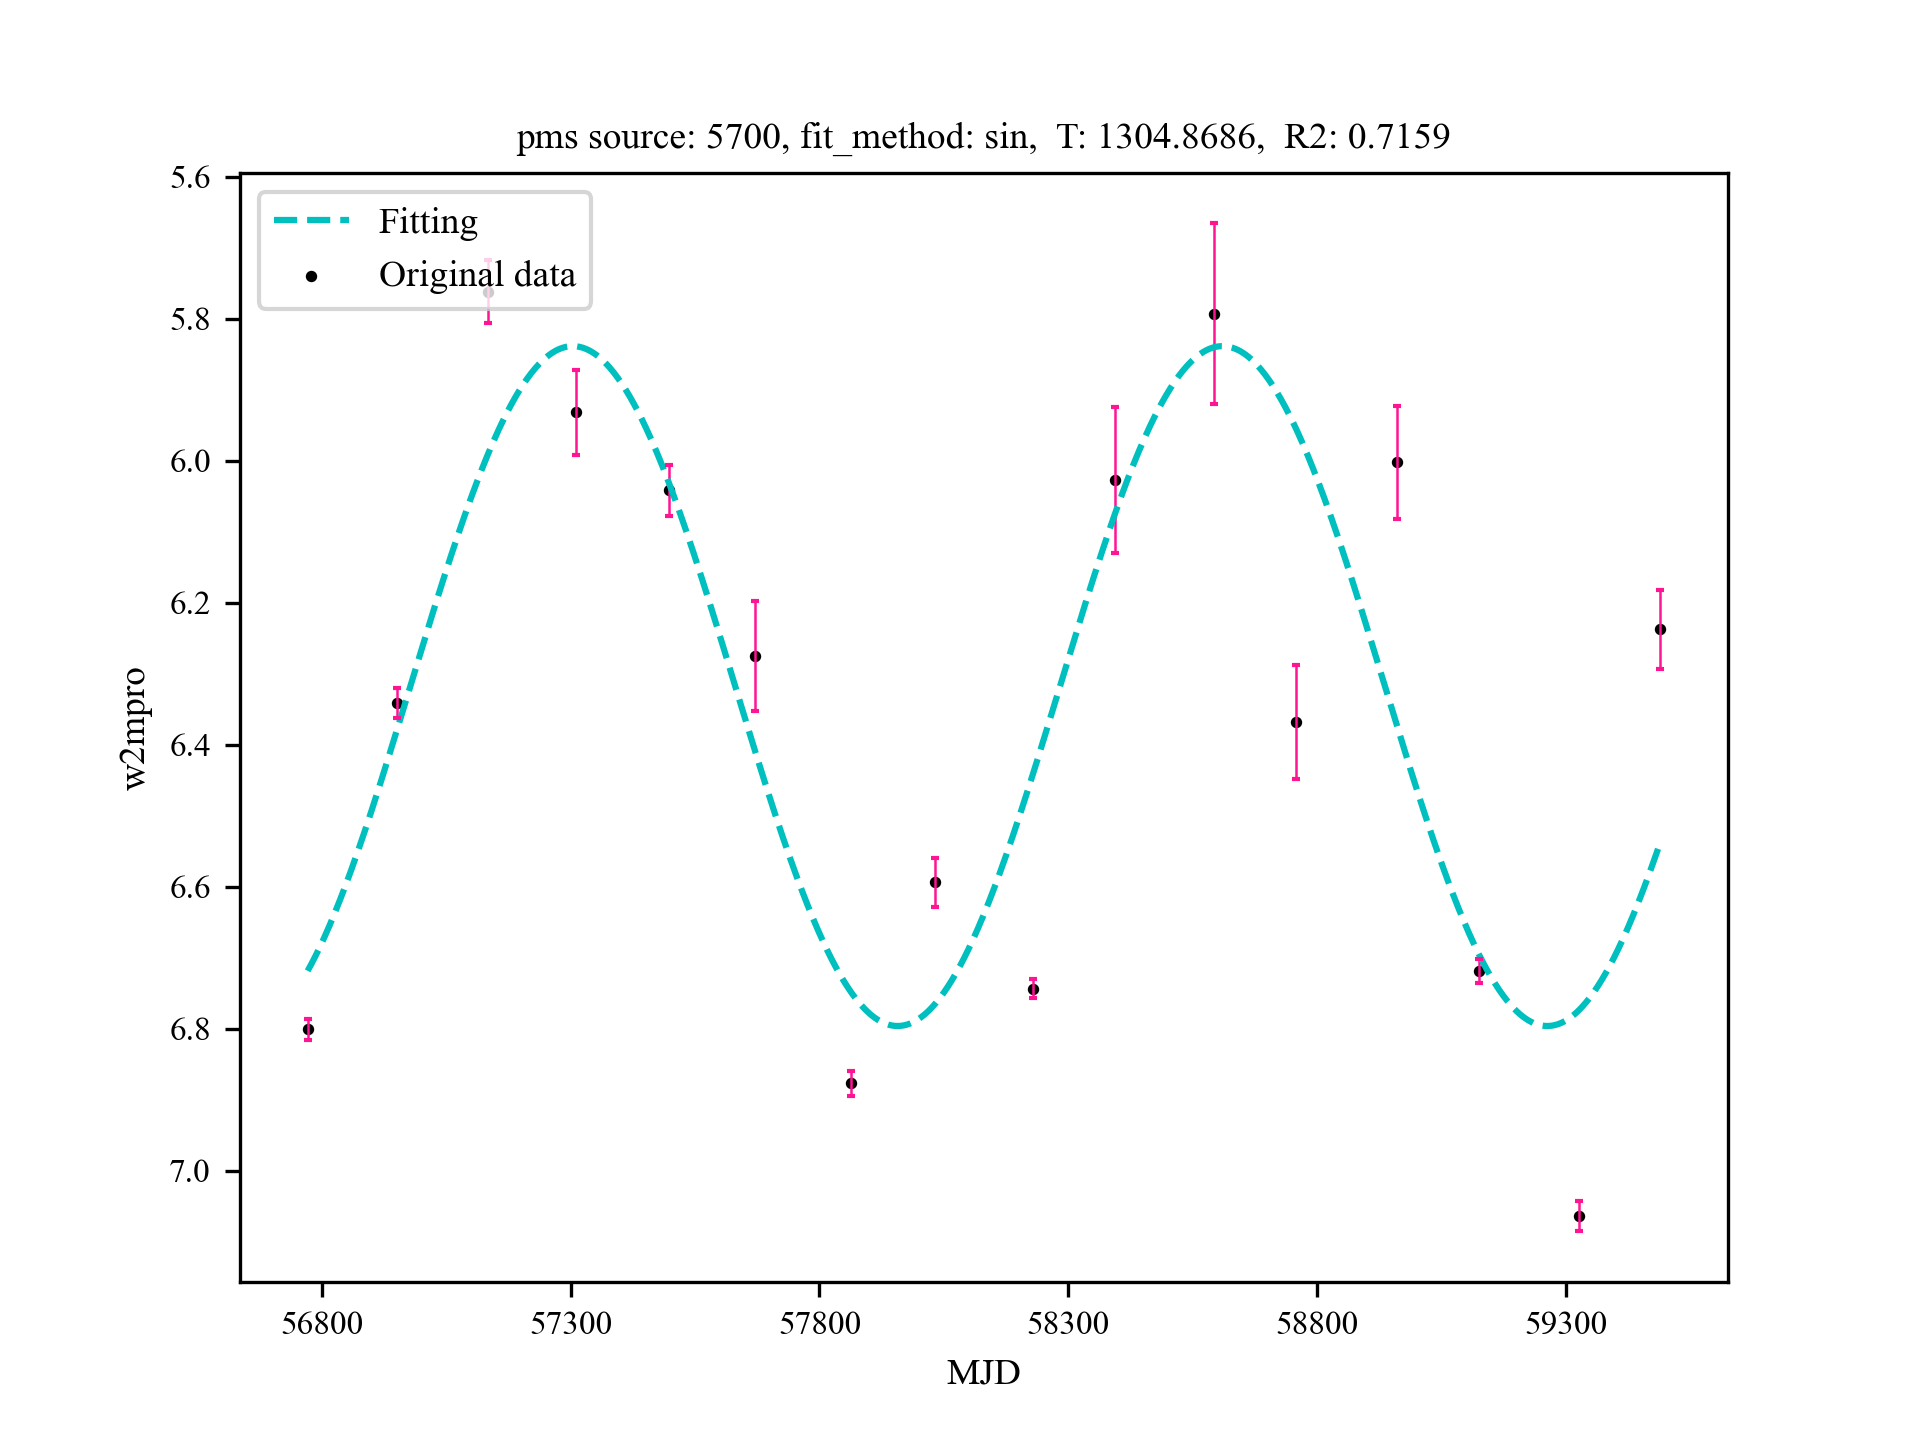 pms source: 5700, fit_method: sin,  T: 1304.8686,  R2: 0.7159
Fitting
Original data
5.6
5.8
6.0
6.2
6.4
6.6
6.8
7.0
w2mpro
56800 57300 57800 58300 58800 59300
MJD